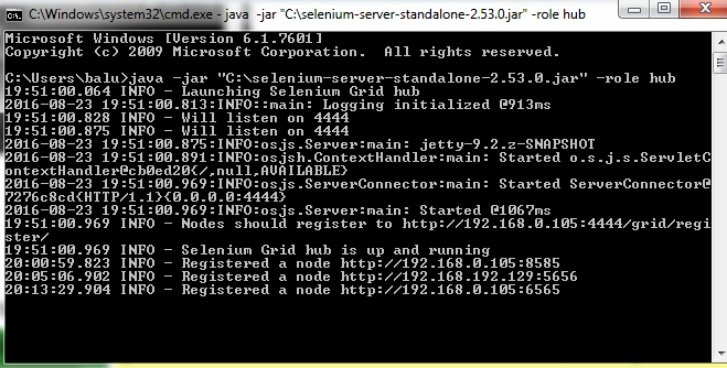 C:\Windows\system32\cmd.exe - java -jar "C:\selenium-server-standalone-2.53.0.jar" -role hub
Microsoft Windows [Version 6.1.7601]
Copyright (c) 2009 Microsoft Corporation.  All rights reserved.
C:\Users\balu>java -jar "C:\selenium-server-standalone-2.53.0.jar" -role hub
19:51:00.064 INFO - Launching Selenium Grid hub
2016-08-23 19:51:00.813:INFO::main: Logging initialized @913ms
19:51:00.828 INFO - Will listen on 4444
19:51:00.875 INFO - Will listen on 4444
2016-08-23 19:51:00.875:INFO:osjs.Server:main: jetty-9.2.z-SNAPSHOT
2016-08-23 19:51:00.891:INFO:osjsh.ContextHandler:main: Started o.s.j.s.ServletC
ontextHandler@cb0ed20{/,null,AVAILABLE}
2016-08-23 19:51:00.969:INFO:osjs.ServerConnector:main: Started ServerConnector@
7276c8cd{HTTP/1.1}{0.0.0.0:4444}
2016-08-23 19:51:00.969:INFO:osjs.Server:main: Started @1067ms
19:51:00.969 INFO - Nodes should register to http://192.168.0.105:4444/grid/regi
ster/
19:51:00.969 INFO - Selenium Grid hub is up and running
20:00:59.823 INFO - Registered a node http://192.168.0.105:8585
20:05:06.902 INFO - Registered a node http://192.168.192.129:5656
20:13:29.904 INFO - Registered a node http://192.168.0.105:6565